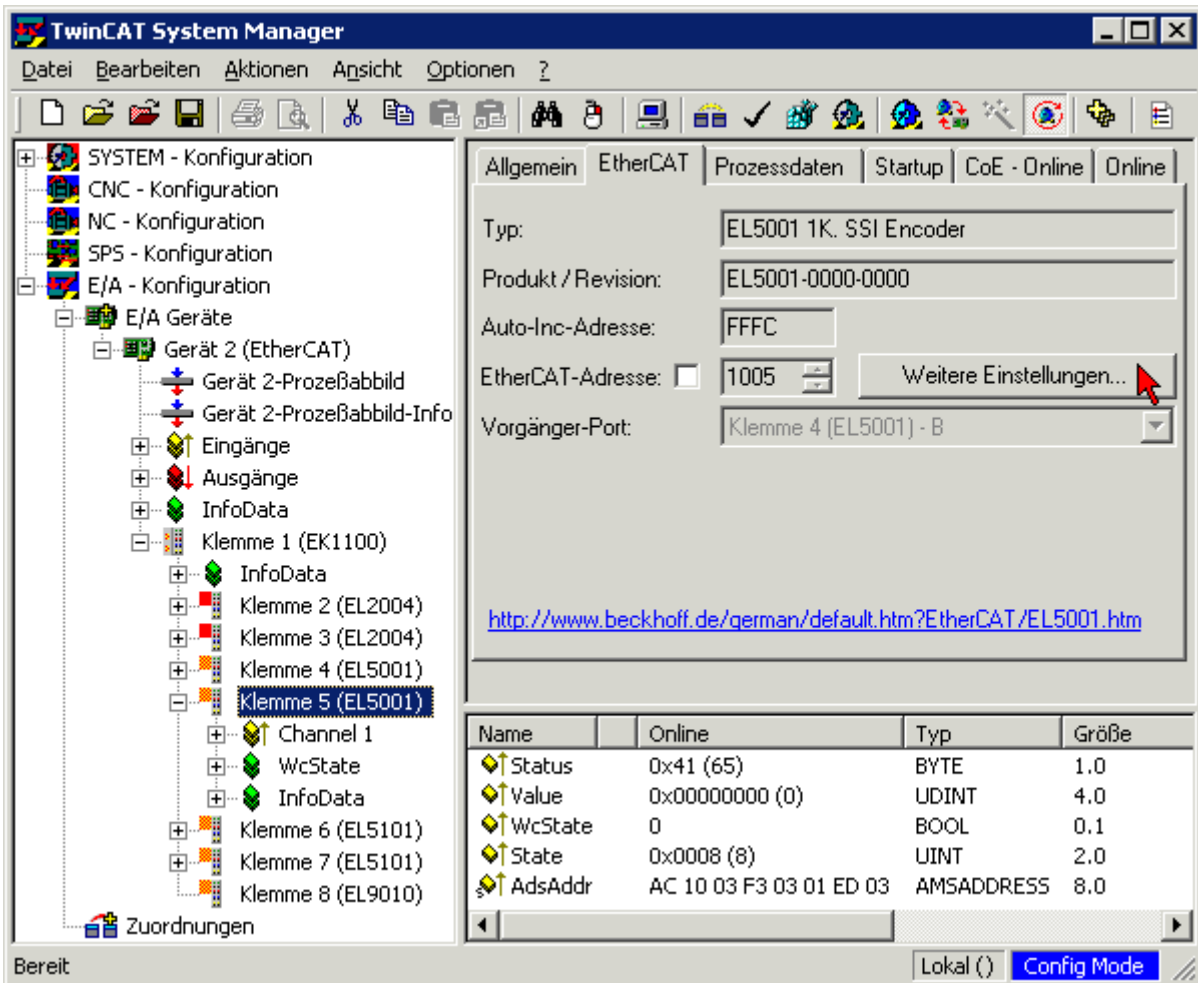 TwinCAT System Manager
Datei Bearbeiten Aktionen Ansicht Optionen ?
SYSTEM - Konfiguration
CNC - Konfiguration
NC - Konfiguration
SPS - Konfiguration
E/A - Konfiguration
E/A Geräte
Gerät 2 (EtherCAT)
Gerät 2-Prozeßabbild
Gerät 2-Prozeßabbild-Info
Eingänge
Ausgänge
InfoData
Klemme 1 (EK1100)
InfoData
Klemme 2 (EL2004)
Klemme 3 (EL2004)
Klemme 4 (EL5001)
Klemme 5 (EL5001)
Channel 1
WcState
InfoData
Klemme 6 (EL5101)
Klemme 7 (EL5101)
Klemme 8 (EL9010)
Zuordnungen
Allgemein EtherCAT Prozessdaten Startup CoE - Online Online
Typ: EL5001 1K. SSI Encoder
Produkt / Revision: EL5001-0000-0000
Auto-Inc-Adresse: FFFC
EtherCAT-Adresse: 1005 Weitere Einstellungen...
Vorgänger-Port: Klemme 4 (EL5001) - B
http://www.beckhoff.de/german/default.htm?EtherCAT/EL5001.htm
Name Online Typ Größe
Status 0x41 (65) BYTE 1.0
Value 0x00000000 (0) UDINT 4.0
WcState 0 BOOL 0.1
State 0x0008 (8) UINT 2.0
AdsAddr AC 10 03 F3 03 01 ED 03 AMSADDRESS 8.0
Bereit Lokal () Config Mode